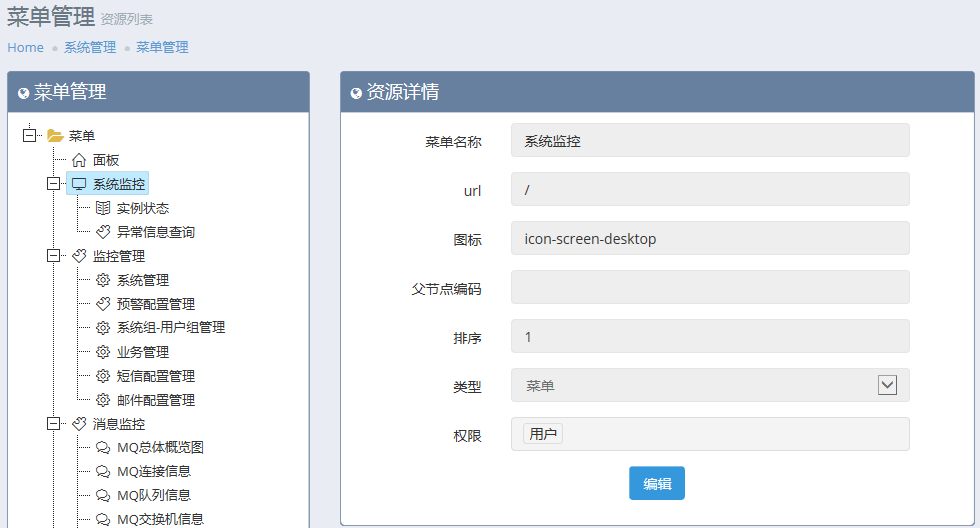 菜单管理 资源列表
Home 系统管理 菜单管理
菜单管理
菜单
面板
系统监控
实例状态
异常信息查询
监控管理
系统管理
预警配置管理
系统组-用户组管理
业务管理
短信配置管理
邮件配置管理
消息监控
MQ总体概览图
MQ连接信息
MQ队列信息
MQ交换机信息
资源详情
菜单名称 系统监控
url /
图标 icon-screen-desktop
父节点编码
排序 1
类型 菜单
权限 用户
编辑